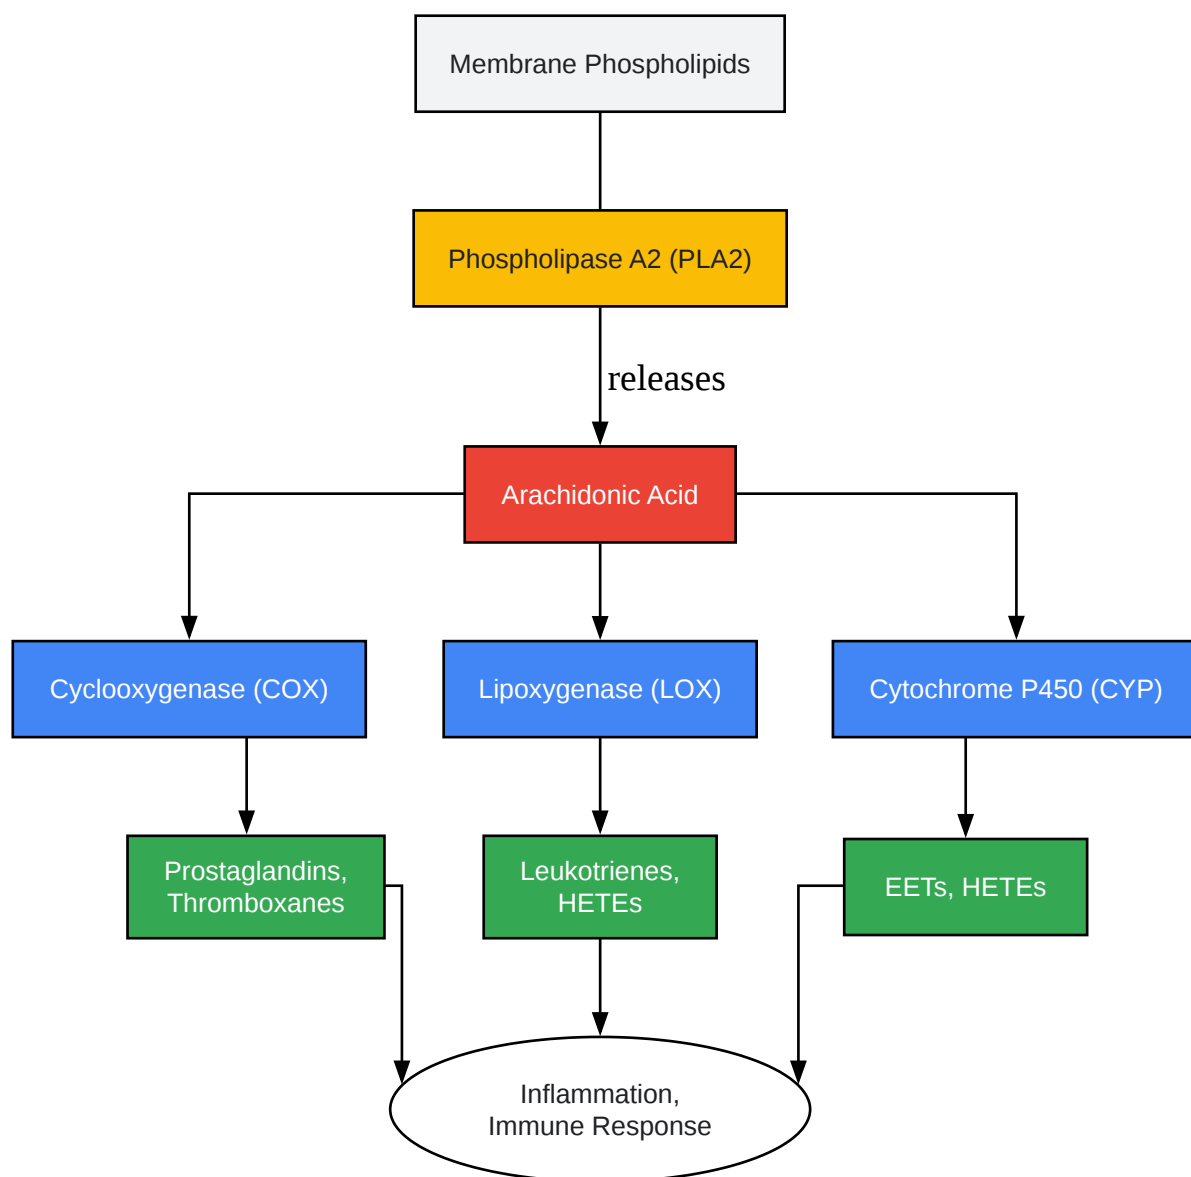 Membrane Phospholipids
Phospholipase A2 (PLA2)
releases
Arachidonic Acid
Cyclooxygenase (COX)
Lipoxygenase (LOX)
Cytochrome P450 (CYP)
Prostaglandins,
Thromboxanes
Leukotrienes,
HETEs
EETs, HETEs
Inflammation,
Immune Response